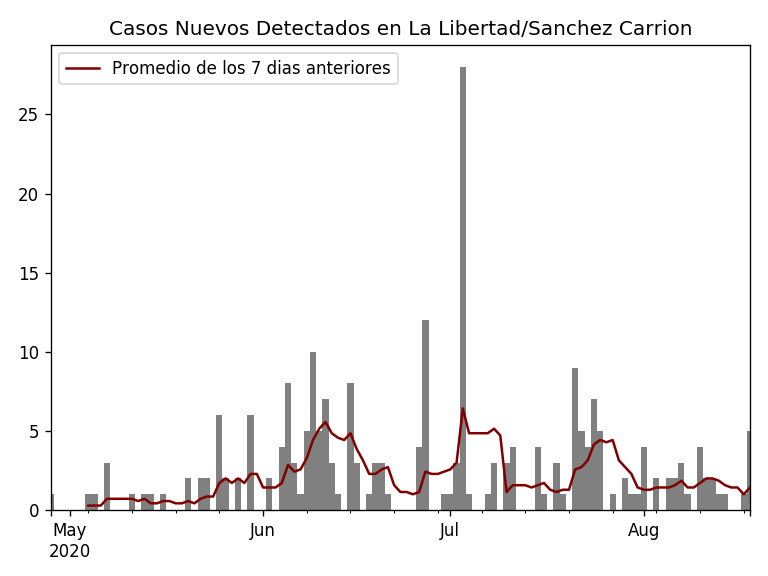 Casos Nuevos Detectados en La Libertad/Sanchez Carrion
Promedio de los 7 dias anteriores
25
20
15
10
5
0
May Jun Jul Aug
2020